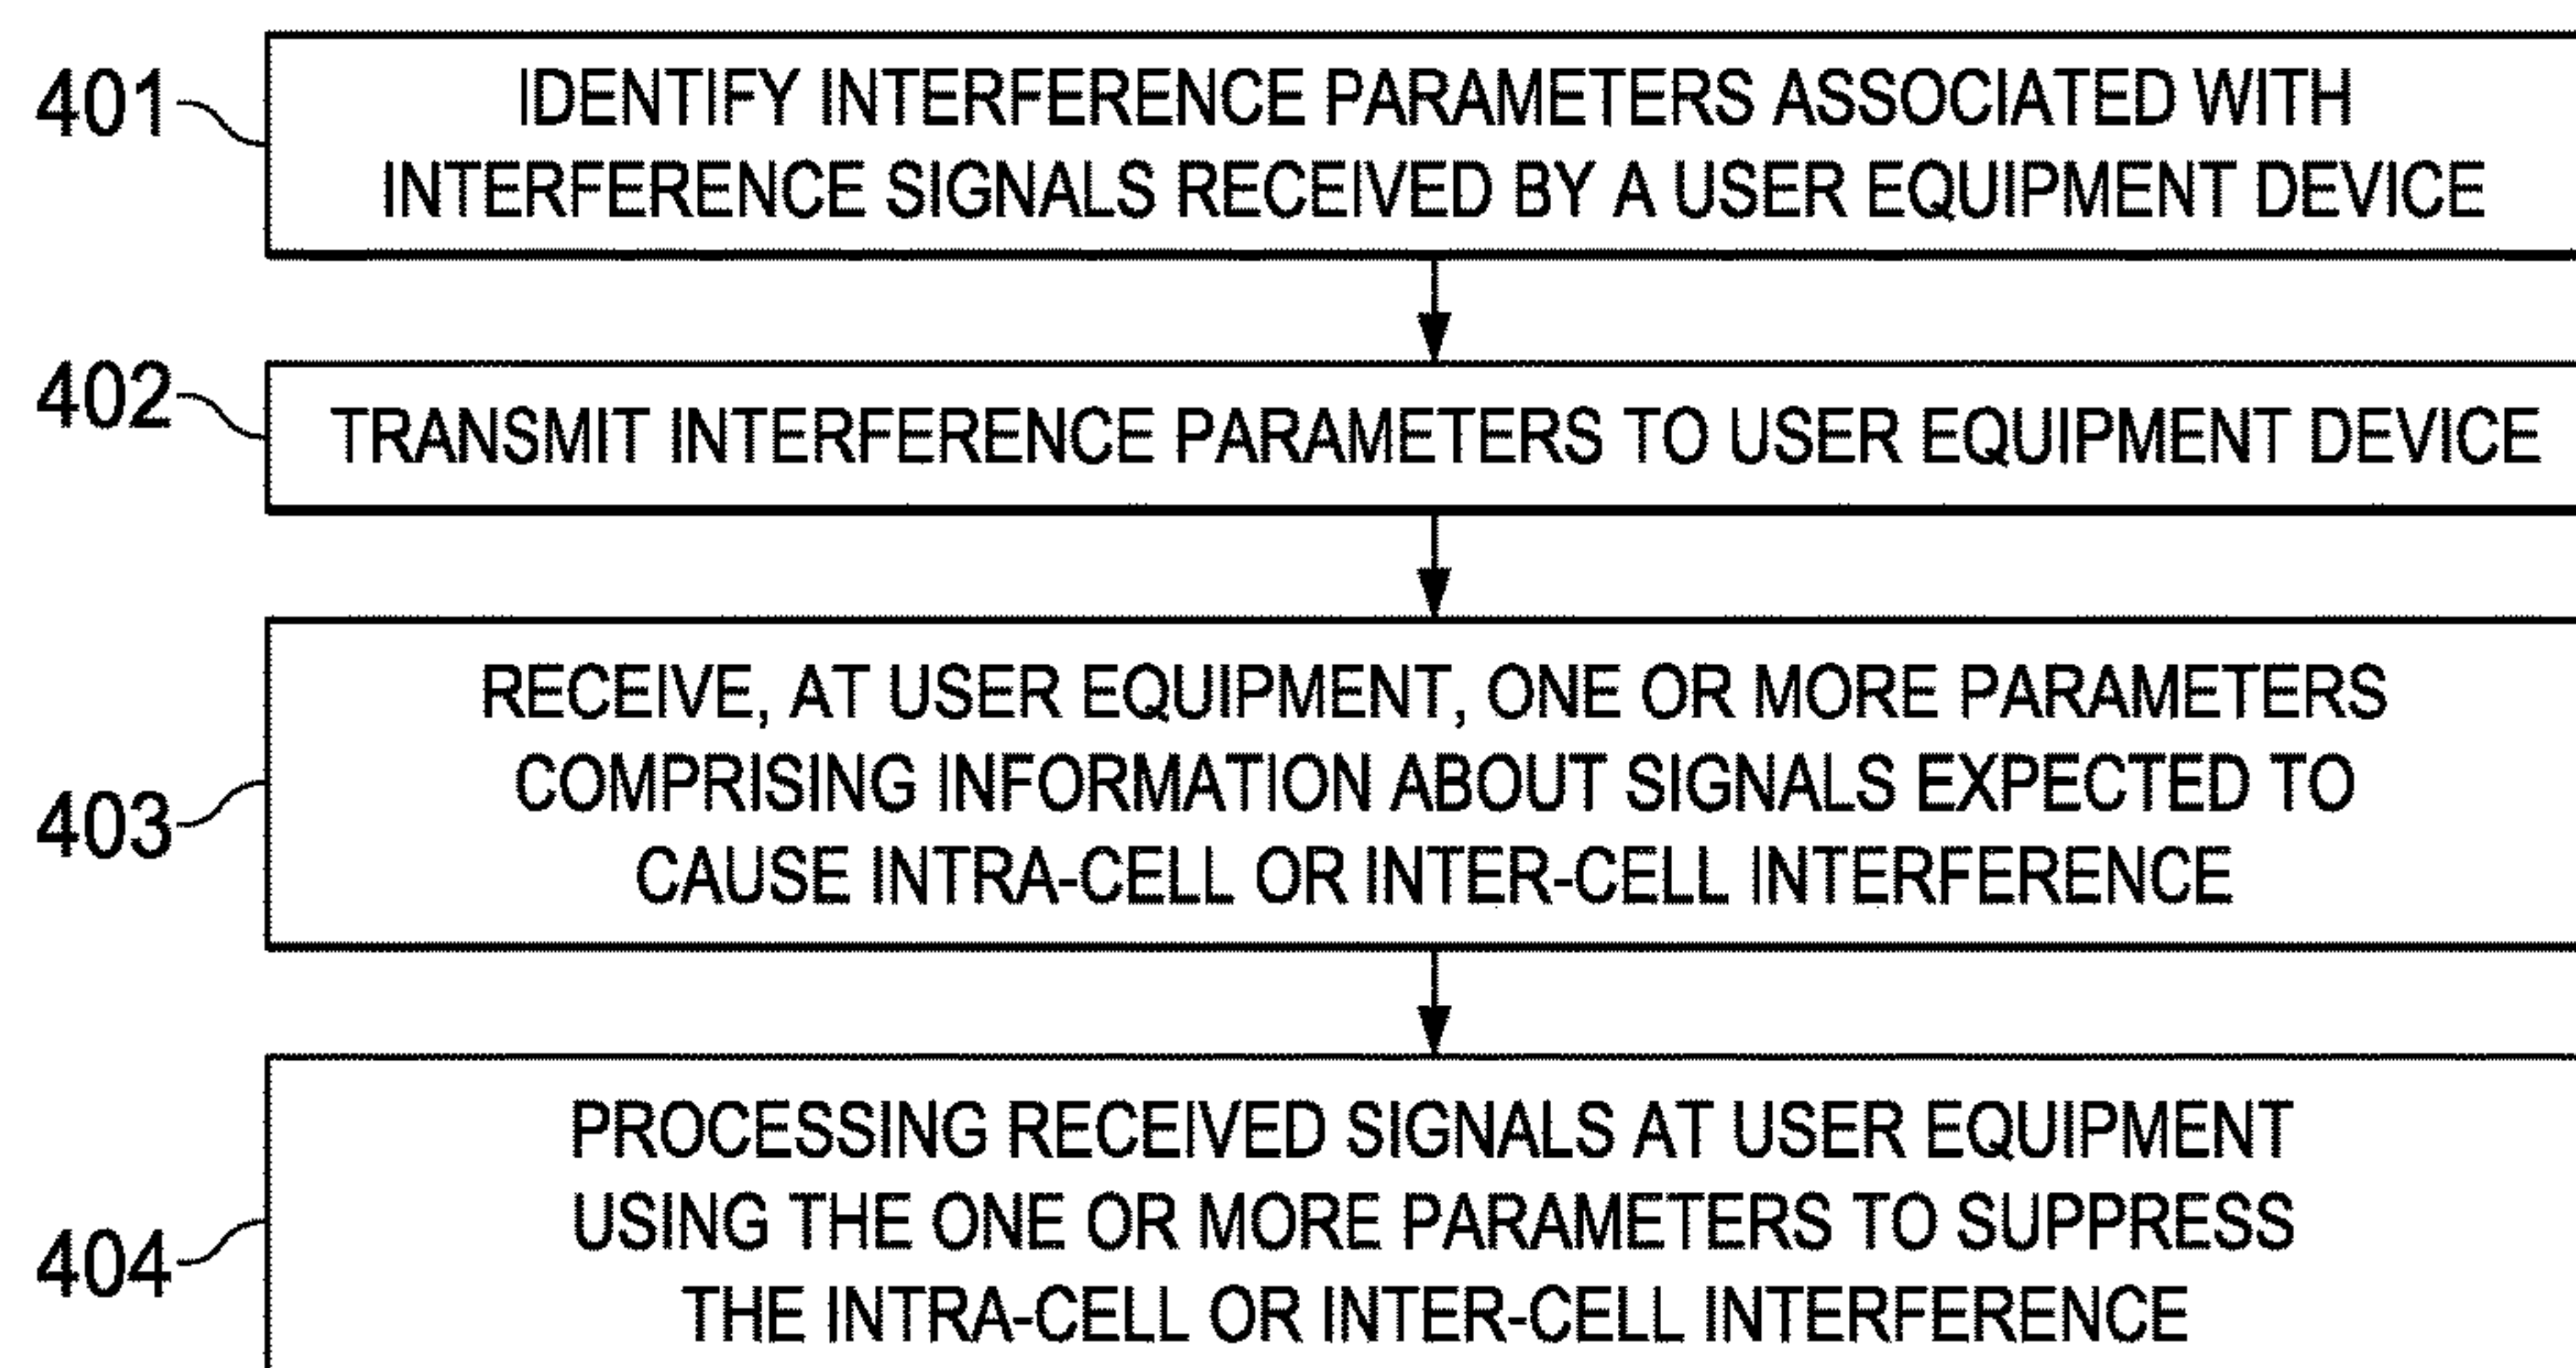 401
IDENTIFY INTERFERENCE PARAMETERS ASSOCIATED WITH
INTERFERENCE SIGNALS RECEIVED BY A USER EQUIPMENT DEVICE
402
TRANSMIT INTERFERENCE PARAMETERS TO USER EQUIPMENT DEVICE
403
RECEIVE, AT USER EQUIPMENT, ONE OR MORE PARAMETERS
COMPRISING INFORMATION ABOUT SIGNALS EXPECTED TO
CAUSE INTRA-CELL OR INTER-CELL INTERFERENCE
404
PROCESSING RECEIVED SIGNALS AT USER EQUIPMENT
USING THE ONE OR MORE PARAMETERS TO SUPPRESS
THE INTRA-CELL OR INTER-CELL INTERFERENCE